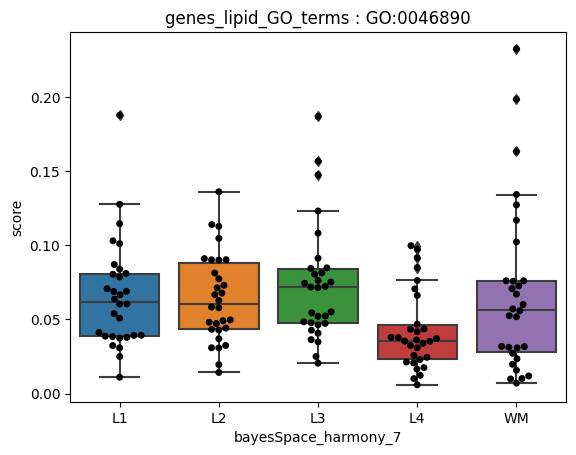 genes_lipid_GO_terms : GO:0046890
0.20
0.15
0.10
0.05
0.00
score
L1 L2 L3 L4 WM
bayesSpace_harmony_7